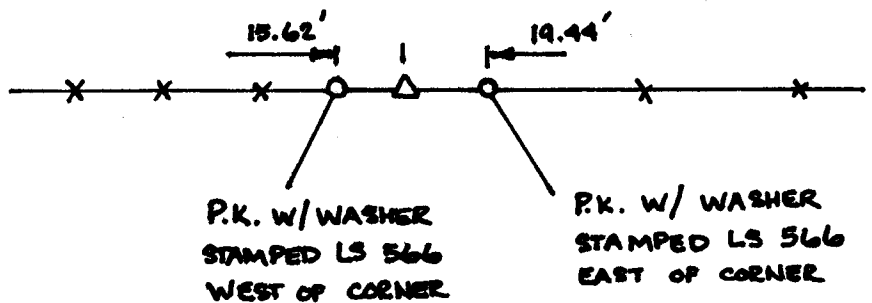 15.62'
19.44'
P.K. W/ WASHER
STAMPED LS 566
WEST OF CORNER
P.K. W/ WASHER
STAMPED LS 566
EAST OF CORNER